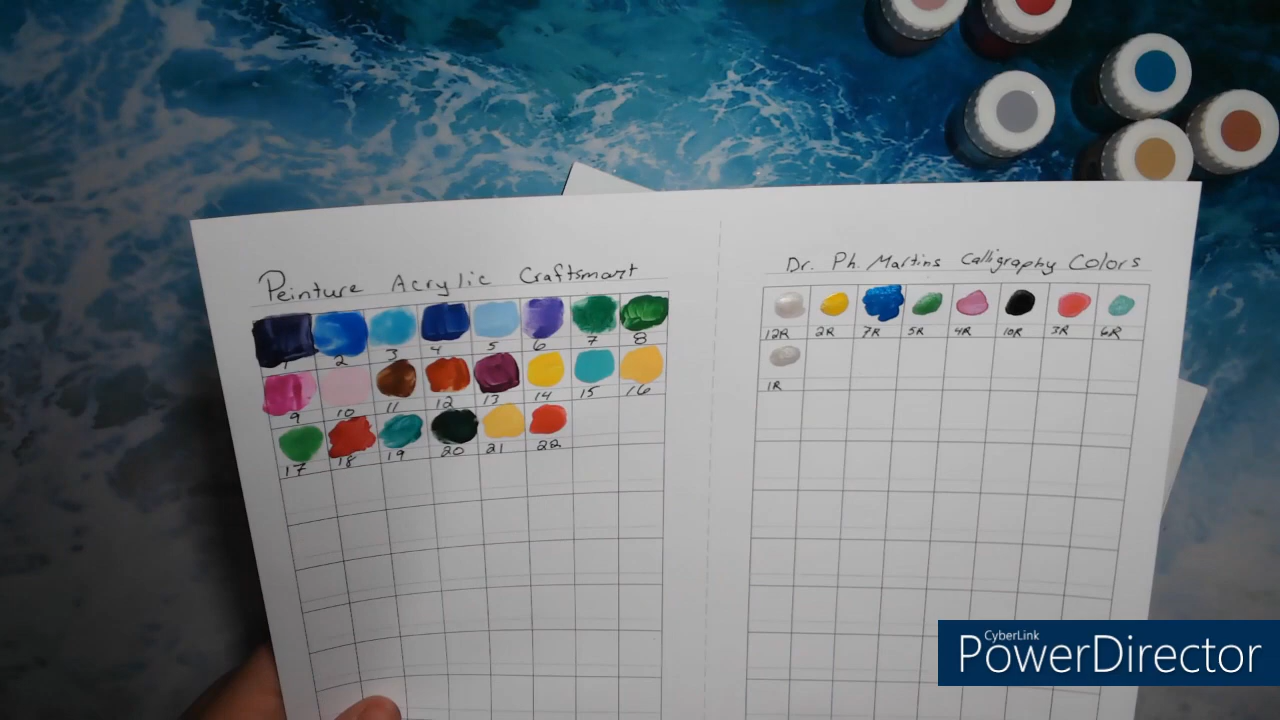 Peinture Acrylic Craftsmart
1 2 3 4 5 6 7 8
9 10 11 12 13 14 15 16
17 18 19 20 21 22
Dr. Ph. Martins Calligraphy Colors
12R 2R 7R 5R 4R 10R 3R 6R
1R
CyberLink
PowerDirector